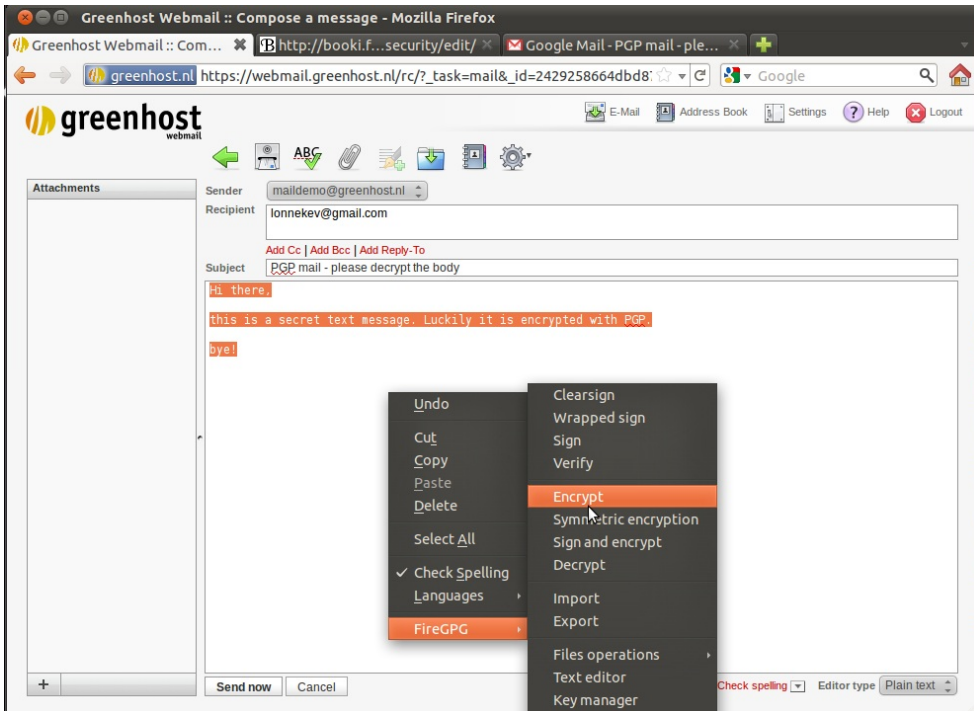 Greenhost Webmail :: Compose a message - Mozilla Firefox
Greenhost Webmail :: Com... http://booki.f...security/edit/ Google Mail - PGP mail - ple...
greenhost.nl https://webmail.greenhost.nl/rc/?_task=mail&_id=2429258664dbd8 Google
greenhost
webmail
E-Mail Address Book Settings Help Logout
ABC
Attachments
Sender maildemo@greenhost.nl
Recipient lonnekev@gmail.com
Add Cc | Add Bcc | Add Reply-To
Subject PGP mail - please decrypt the body
Hi there,
this is a secret text message. Luckily it is encrypted with PGP.
bye!
Undo
Cut
Copy
Paste
Delete
Select All
Check Spelling
Languages
FireGPG
Clearsign
Wrapped sign
Sign
Verify
Encrypt
Symmetric encryption
Sign and encrypt
Decrypt
Import
Export
Files operations
Text editor
Key manager
+ Send now Cancel Check spelling Editor type Plain text